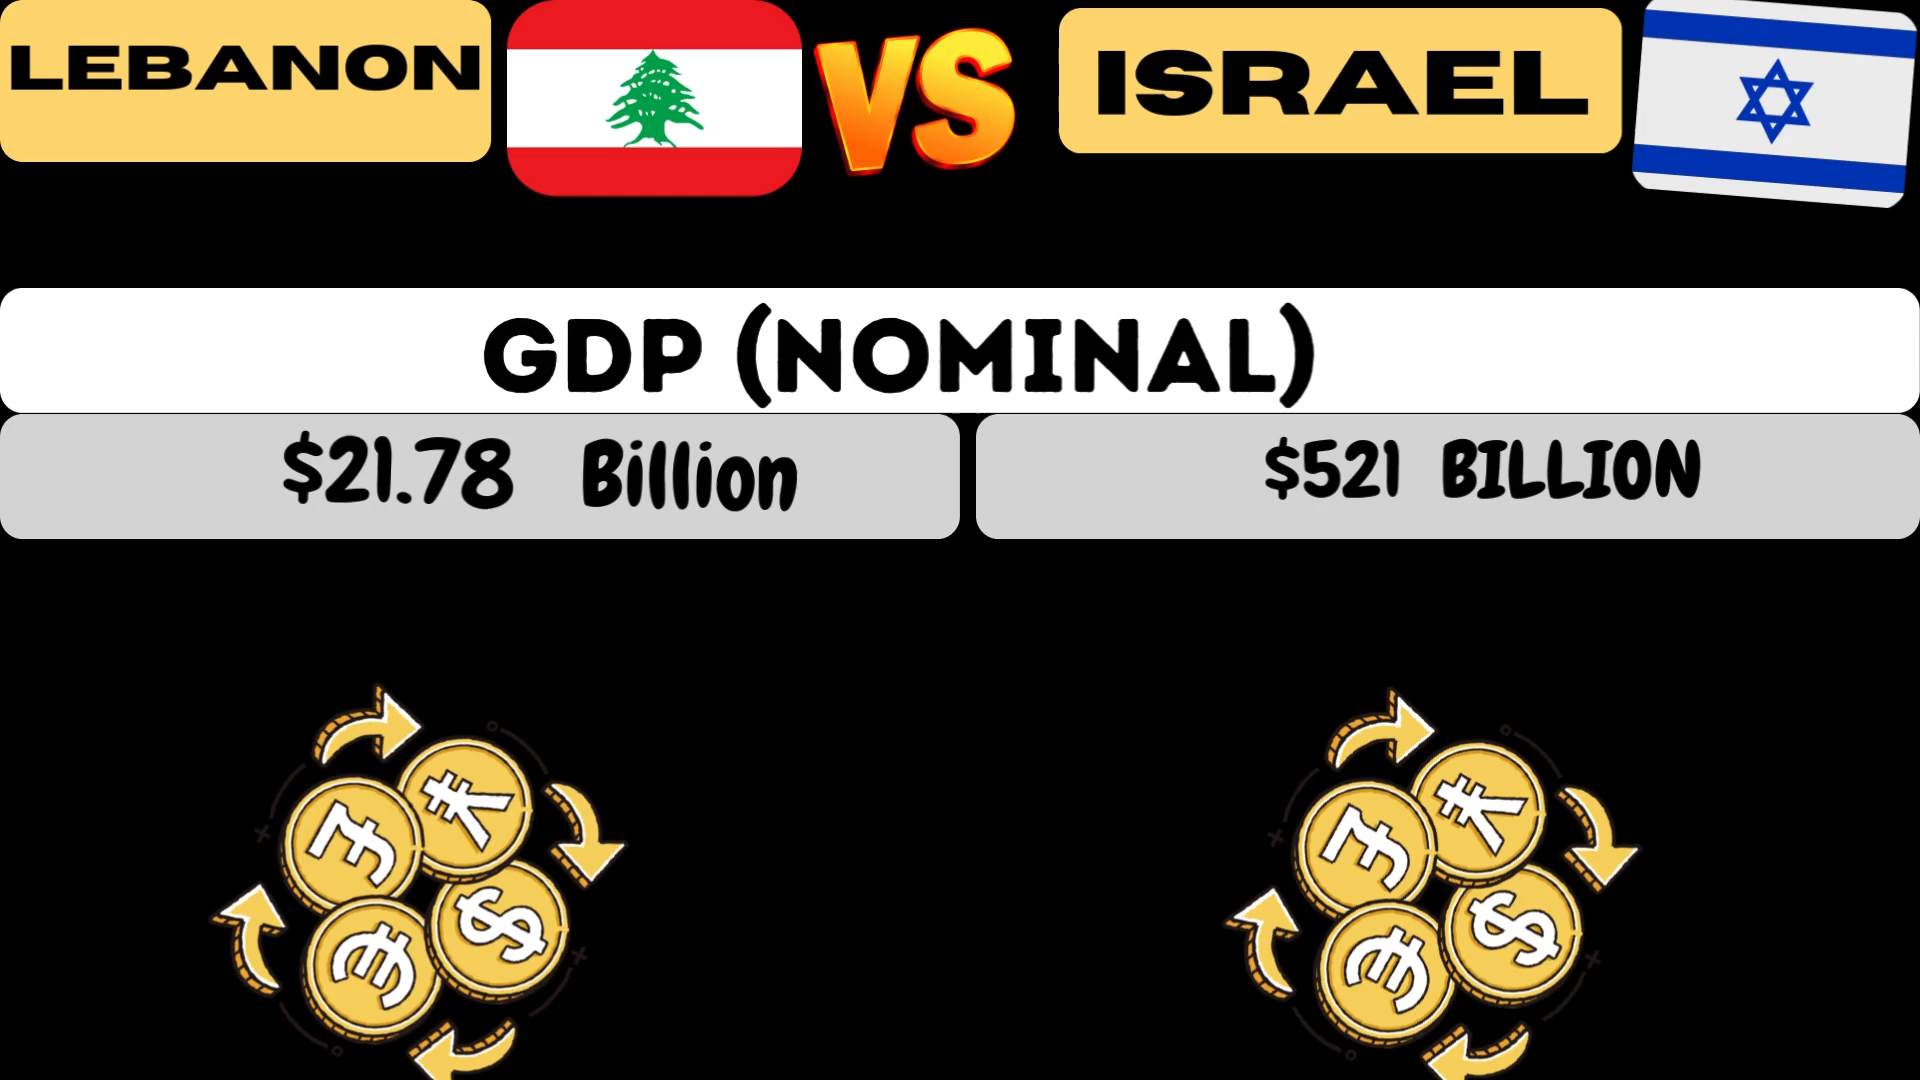 LEBANON
VS
ISRAEL
GDP (NOMINAL)
$21.78 Billion
$521 BILLION